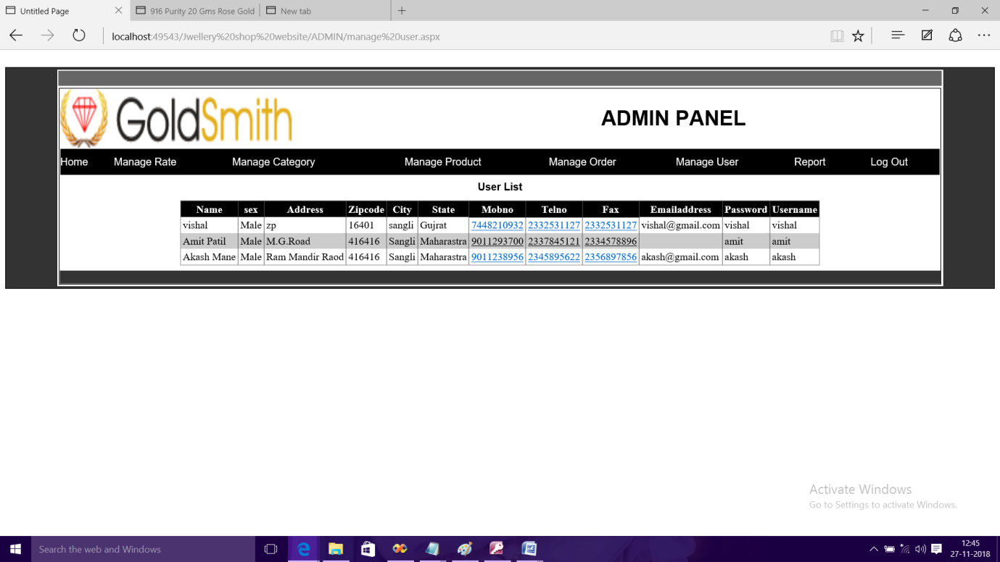 Untitled Page 916 Purity 20 Gms Rose Gold New tab
localhost:49543/Jwellery%20shop%20website/ADMIN/manage%20user.aspx
GoldSmith ADMIN PANEL
Home Manage Rate Manage Category Manage Product Manage Order Manage User Report Log Out
User List
Name sex Address Zipcode City State Mobno Telno Fax Emailaddress Password Username
vishal Male zp 16401 sangli Gujrat 7448210932 2332531127 2332531127 vishal@gmail.com vishal vishal
Amit Patil Male M.G.Road 416416 Sangli Maharastra 9011293700 2337845121 2334578896 amit amit
Akash Mane Male Ram Mandir Raod 416416 Sangli Maharastra 9011238956 2345895622 2356897856 akash@gmail.com akash akash
Activate Windows
Go to Settings to activate Windows.
Search the web and Windows
12:45
27-11-2018